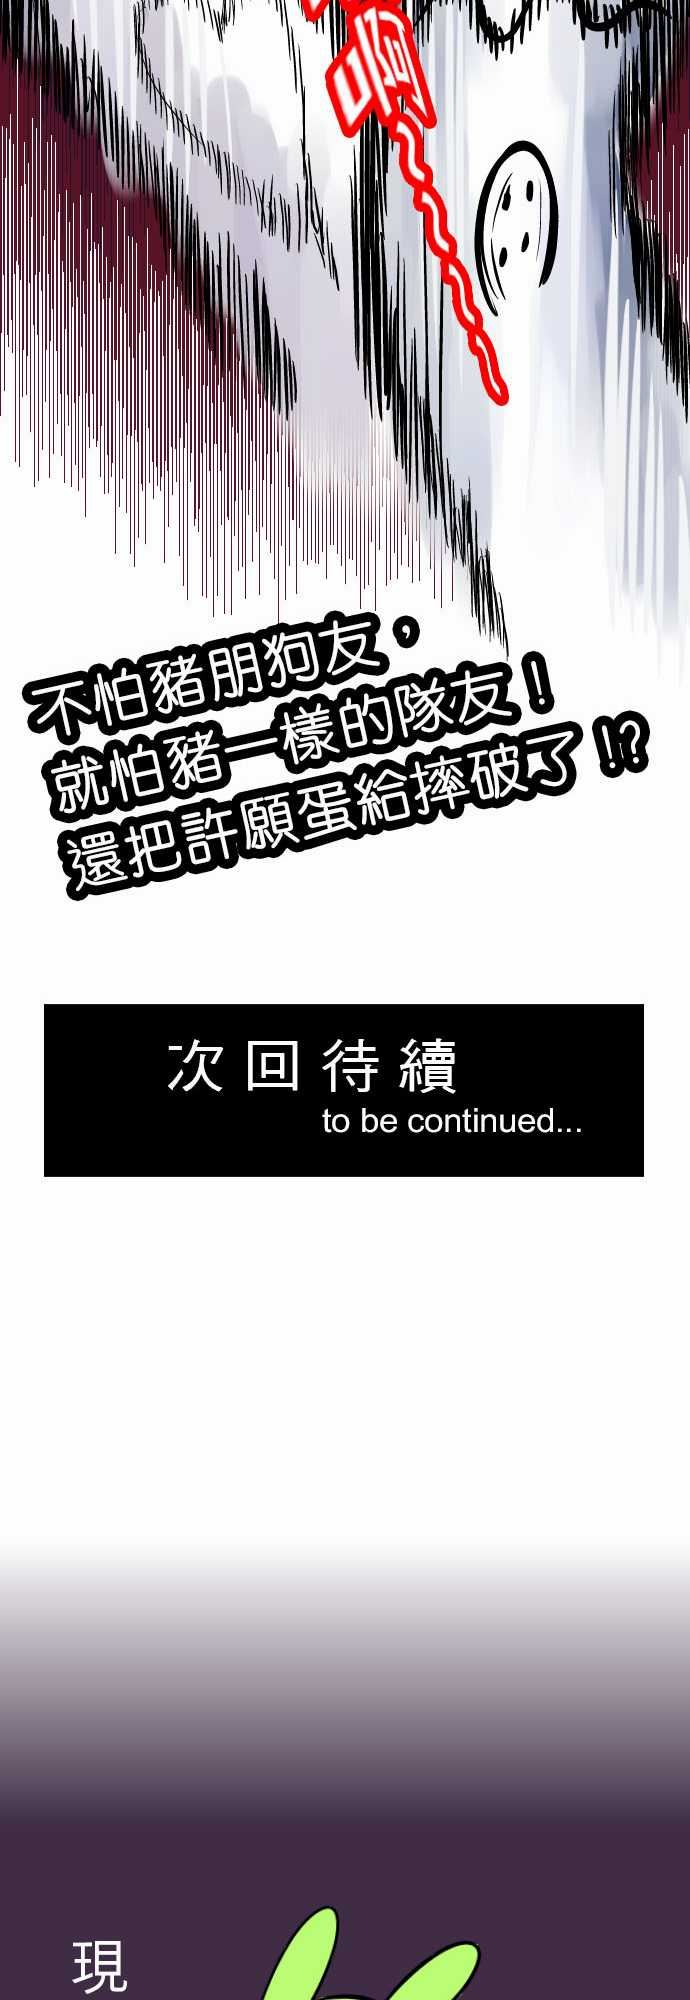 不怕豬朋狗友，
就怕豬一樣的隊友！
還把許願蛋給摔破了！？
次回待續
to be continued...
現